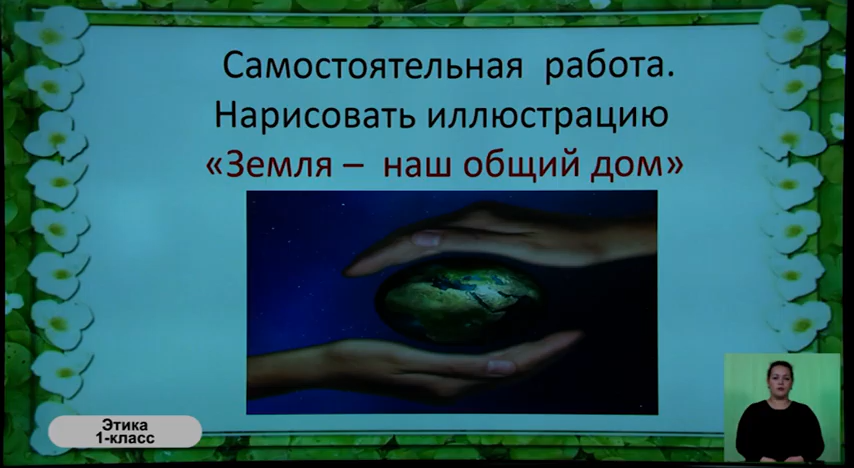 Самостоятельная работа.
Нарисовать иллюстрацию
«Земля – наш общий дом»
Этика
1-класс